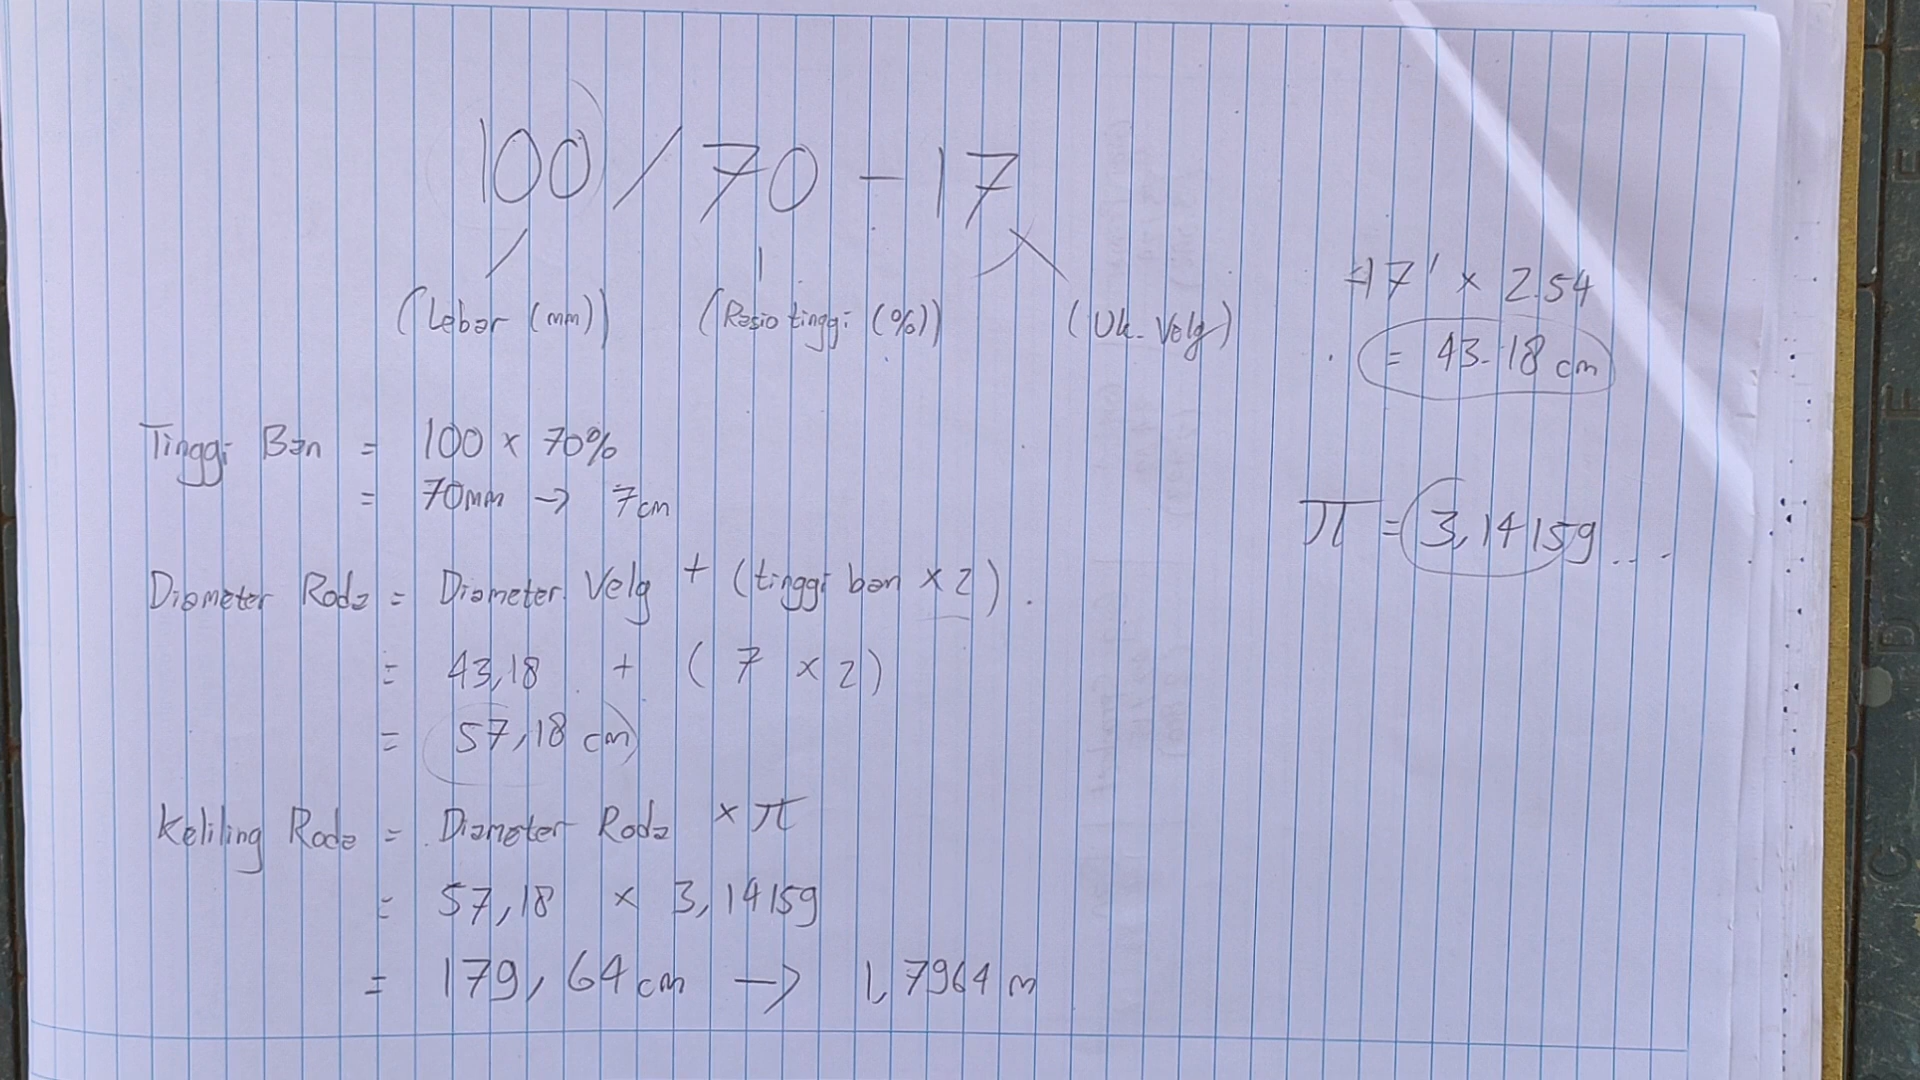 100 / 70 - 17
(Lebar (mm)) (Rasio tinggi (%)) (Uk. Velg)
17' × 2.54
= 43.18 cm
Tinggi Ban = 100 × 70%
= 70mm → 7cm
π = 3,14159...
Diameter Roda = Diameter Velg + (tinggi ban × 2).
= 43,18 + ( 7 × 2)
= 57,18 cm
Keliling Roda = Diameter Roda × π
= 57,18 × 3,14159
= 179,64 cm → 1,7964 m